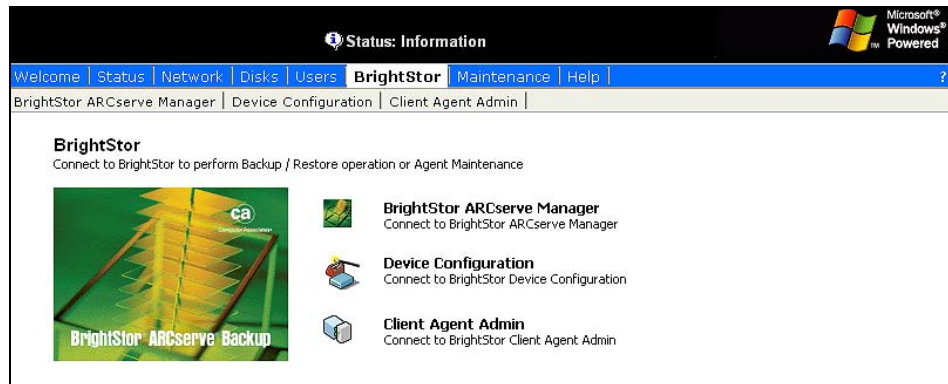 Microsoft®
Windows®
Powered
TM
Status: Information
Welcome | Status | Network | Disks | Users | BrightStor | Maintenance | Help | ?
BrightStor ARCserve Manager | Device Configuration | Client Agent Admin |
BrightStor
Connect to BrightStor to perform Backup / Restore operation or Agent Maintenance
ca
Computer Associates®
BrightStor ARCserve Backup
BrightStor ARCserve Manager
Connect to BrightStor ARCserve Manager
Device Configuration
Connect to BrightStor Device Configuration
Client Agent Admin
Connect to BrightStor Client Agent Admin